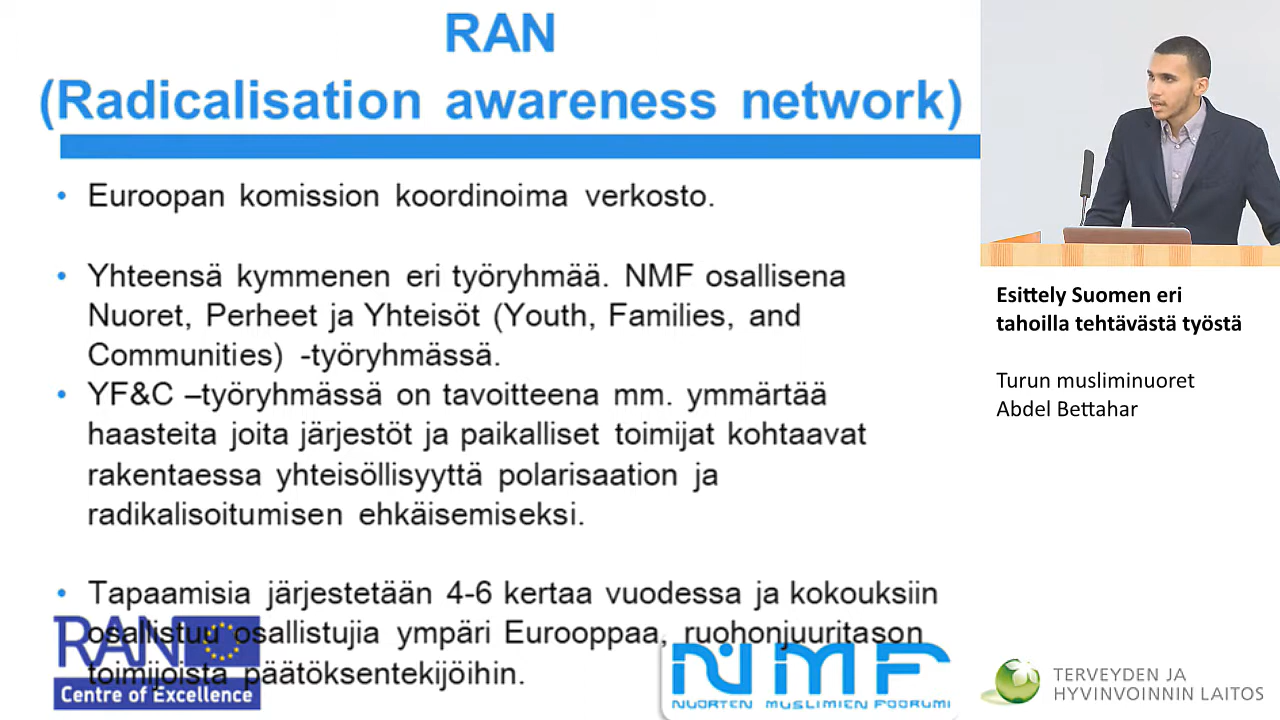 RAN
(Radicalisation awareness network)
• Euroopan komission koordinoima verkosto.
• Yhteensä kymmenen eri työryhmää. NMF osallisena
Nuoret, Perheet ja Yhteisöt (Youth, Families, and
Communities) -työryhmässä.
• YF&C –työryhmässä on tavoitteena mm. ymmärtää
haasteita joita järjestöt ja paikalliset toimijat kohtaavat
rakentaessa yhteisöllisyyttä polarisaation ja
radikalisoitumisen ehkäisemiseksi.
• Tapaamisia järjestetään 4-6 kertaa vuodessa ja kokouksiin
osallistuu osallistujia ympäri Eurooppaa, ruohonjuuritason
toimijoista päätöksentekijöihin.
RAN
Centre of Excellence
NMF
NUORTEN MUSLIMIEN FOORUMI
Esittely Suomen eri
tahoilla tehtävästä työstä
Turun musliminuoret
Abdel Bettahar
TERVEYDEN JA
HYVINVOINNIN LAITOS